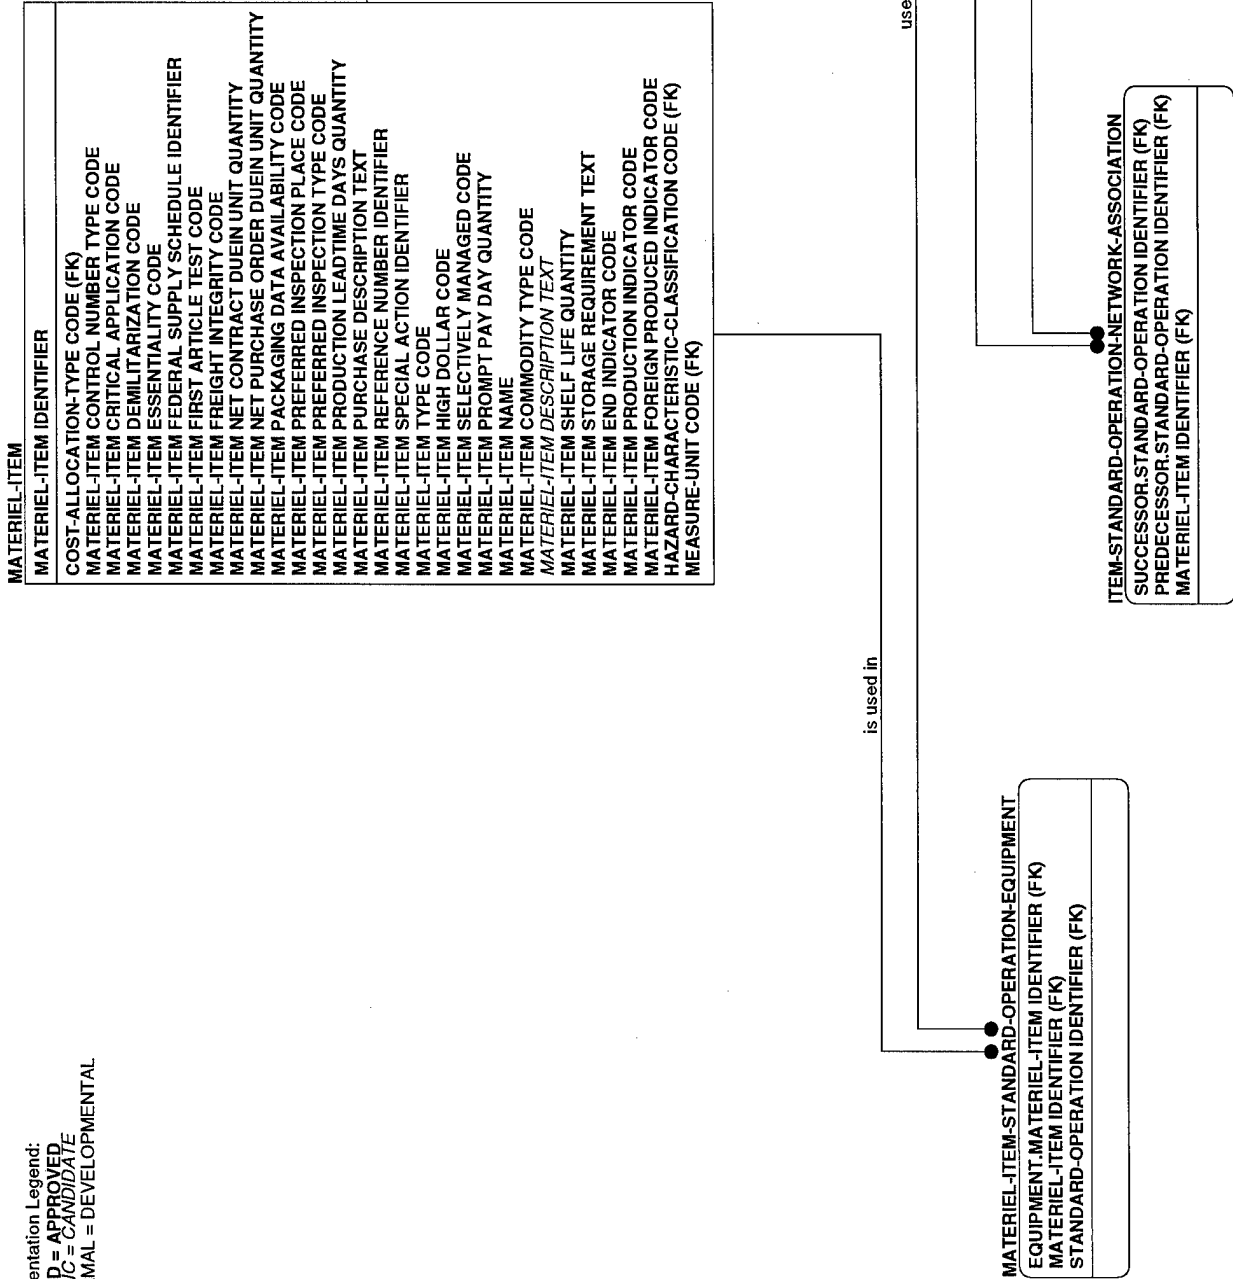 entation Legend:
D = APPROVED
IC = CANDIDATE
MAL = DEVELOPMENTAL
MATERIEL-ITEM
MATERIEL-ITEM IDENTIFIER
COST-ALLOCATION-TYPE CODE (FK)
MATERIEL-ITEM CONTROL NUMBER TYPE CODE
MATERIEL-ITEM CRITICAL APPLICATION CODE
MATERIEL-ITEM DEMILITARIZATION CODE
MATERIEL-ITEM ESSENTIALITY CODE
MATERIEL-ITEM FEDERAL SUPPLY SCHEDULE IDENTIFIER
MATERIEL-ITEM FIRST ARTICLE TEST CODE
MATERIEL-ITEM FREIGHT INTEGRITY CODE
MATERIEL-ITEM NET CONTRACT DUEIN UNIT QUANTITY
MATERIEL-ITEM NET PURCHASE ORDER DUEIN UNIT QUANTITY
MATERIEL-ITEM PACKAGING DATA AVAILABILITY CODE
MATERIEL-ITEM PREFERRED INSPECTION PLACE CODE
MATERIEL-ITEM PREFERRED INSPECTION TYPE CODE
MATERIEL-ITEM PRODUCTION LEADTIME DAYS QUANTITY
MATERIEL-ITEM PURCHASE DESCRIPTION TEXT
MATERIEL-ITEM REFERENCE NUMBER IDENTIFIER
MATERIEL-ITEM SPECIAL ACTION IDENTIFIER
MATERIEL-ITEM TYPE CODE
MATERIEL-ITEM HIGH DOLLAR CODE
MATERIEL-ITEM SELECTIVELY MANAGED CODE
MATERIEL-ITEM PROMPT PAY DAY QUANTITY
MATERIEL-ITEM NAME
MATERIEL-ITEM COMMODITY TYPE CODE
MATERIEL-ITEM DESCRIPTION TEXT
MATERIEL-ITEM SHELF LIFE QUANTITY
MATERIEL-ITEM STORAGE REQUIREMENT TEXT
MATERIEL-ITEM END INDICATOR CODE
MATERIEL-ITEM PRODUCTION INDICATOR CODE
MATERIEL-ITEM FOREIGN PRODUCED INDICATOR CODE
HAZARD-CHARACTERISTIC-CLASSIFICATION CODE (FK)
MEASURE-UNIT CODE (FK)
is used in
use
MATERIEL-ITEM-STANDARD-OPERATION-EQUIPMENT
EQUIPMENT.MATERIEL-ITEM IDENTIFIER (FK)
MATERIEL-ITEM IDENTIFIER (FK)
STANDARD-OPERATION IDENTIFIER (FK)
ITEM-STANDARD-OPERATION-NETWORK-ASSOCIATION
SUCCESSOR.STANDARD-OPERATION IDENTIFIER (FK)
PREDECESSOR.STANDARD-OPERATION IDENTIFIER (FK)
MATERIEL-ITEM IDENTIFIER (FK)